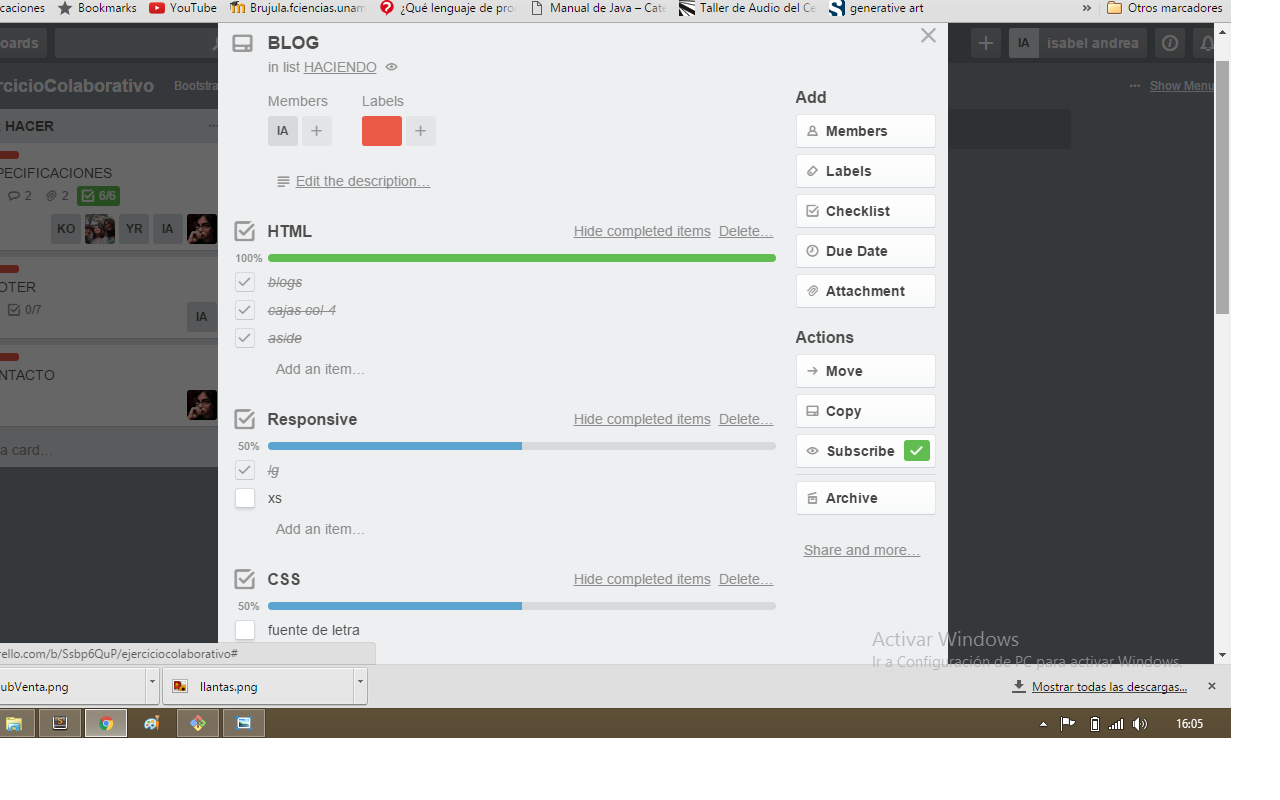 caciones Bookmarks YouTube Brujula.fciencias.unam ¿Qué lenguaje de pro Manual de Java – Cate Taller de Audio del Ce generative art » Otros marcadores
oards IA isabel andrea
rcicioColaborativo Bootstra ... Show Menu
HACER ...
PECIFICACIONES
2 2 6/6
KO YR IA
OTER
0/7
IA
NTACTO
a card...
BLOG
in list HACIENDO
Members Labels
IA + +
Edit the description...
HTML Hide completed items Delete...
100%
blogs
cajas col-4
aside
Add an item...
Responsive Hide completed items Delete...
50%
lg
xs
Add an item...
CSS Hide completed items Delete...
50%
fuente de letra
Add
Members
Labels
Checklist
Due Date
Attachment
Actions
Move
Copy
Subscribe
Archive
Share and more...
Activar Windows
Ir a Configuración de PC para activar Windows.
rello.com/b/Ssbp6QuP/ejerciciocolaborativo#
ubVenta.png llantas.png Mostrar todas las descargas...
16:05